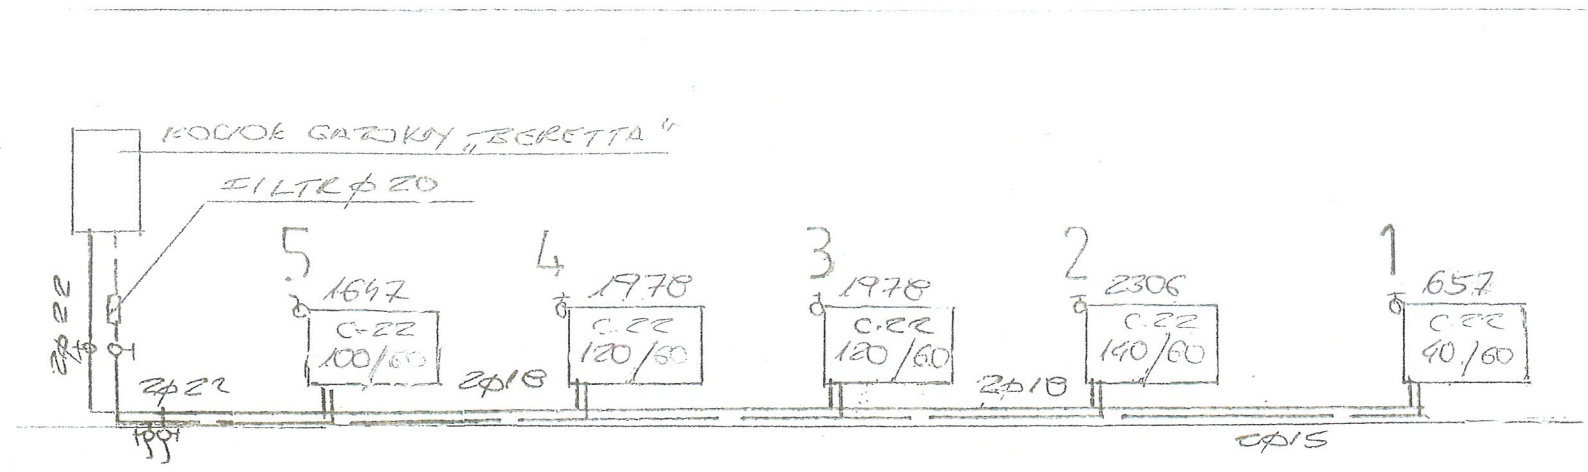 KOCIOŁ GAZOWY „BERETTA"
FILTR ϕ 20
5 4 3 2 1
1647 1978 1978 2306 657
C-22 C.22 C.22 C.22 C.22
100/60 120/60 120/60 140/60 40/60
2ϕ22
2ϕ22 2ϕ18 2ϕ18
2ϕ15